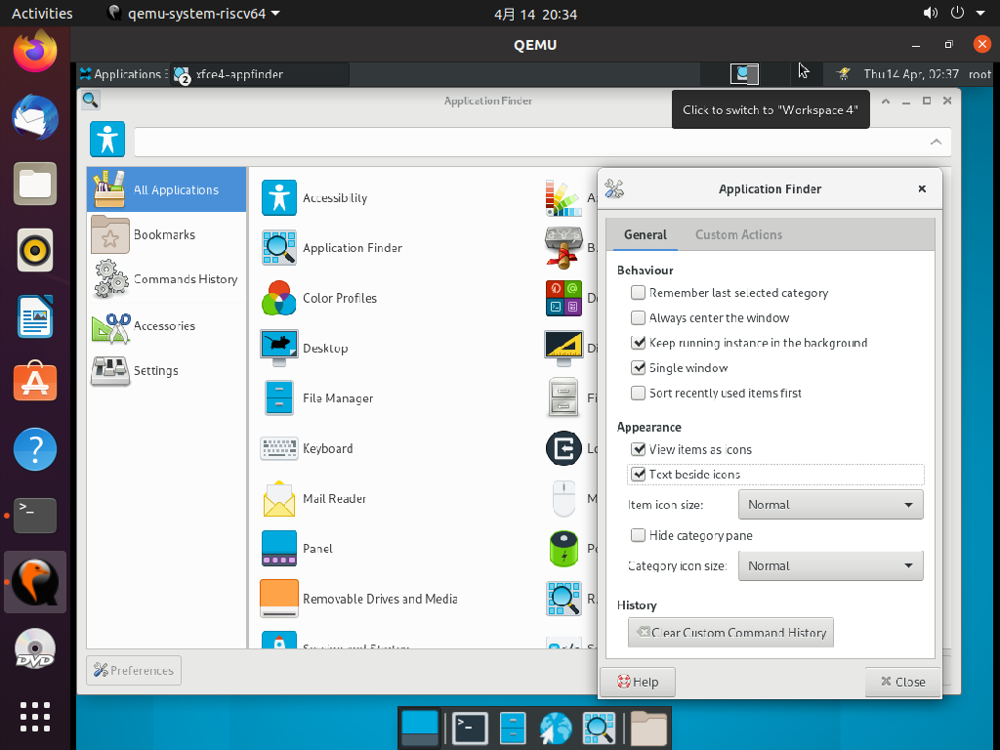 Activities
qemu-system-riscv64
4月 14 20:34
QEMU
Applications
2
xfce4-appfinder
Thu 14 Apr, 02:37
root
Application Finder
Click to switch to "Workspace 4"
All Applications
Bookmarks
Commands History
Accessories
Settings
Accessibility
Application Finder
Color Profiles
Desktop
File Manager
Keyboard
Mail Reader
Panel
Removable Drives and Media
Application Finder
General
Custom Actions
Behaviour
Remember last selected category
Always center the window
Keep running instance in the background
Single window
Sort recently used items first
Appearance
View items as icons
Text beside icons
Item icon size:
Normal
Hide category pane
Category icon size:
Normal
History
Clear Custom Command History
Help
Close
Preferences
DVD